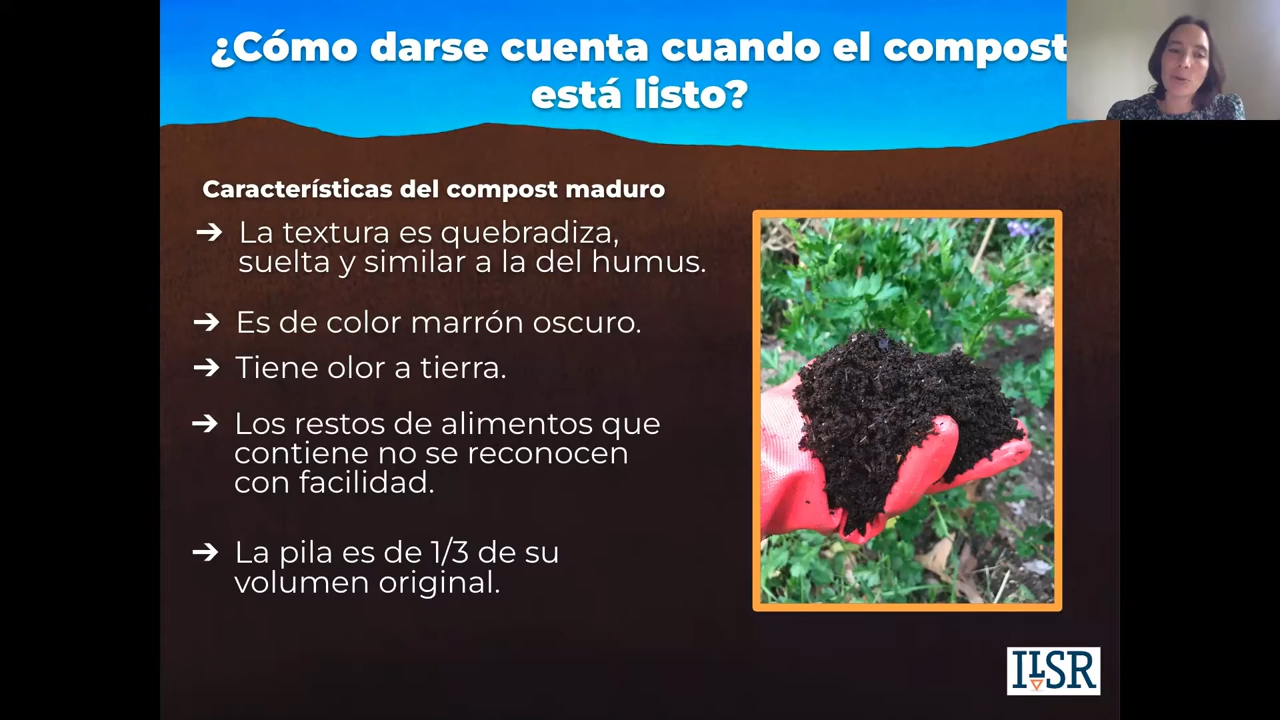 ¿Cómo darse cuenta cuando el compost
está listo?
Características del compost maduro
➔ La textura es quebradiza,
suelta y similar a la del humus.
➔ Es de color marrón oscuro.
➔ Tiene olor a tierra.
➔ Los restos de alimentos que
contiene no se reconocen
con facilidad.
➔ La pila es de 1/3 de su
volumen original.
ILSR